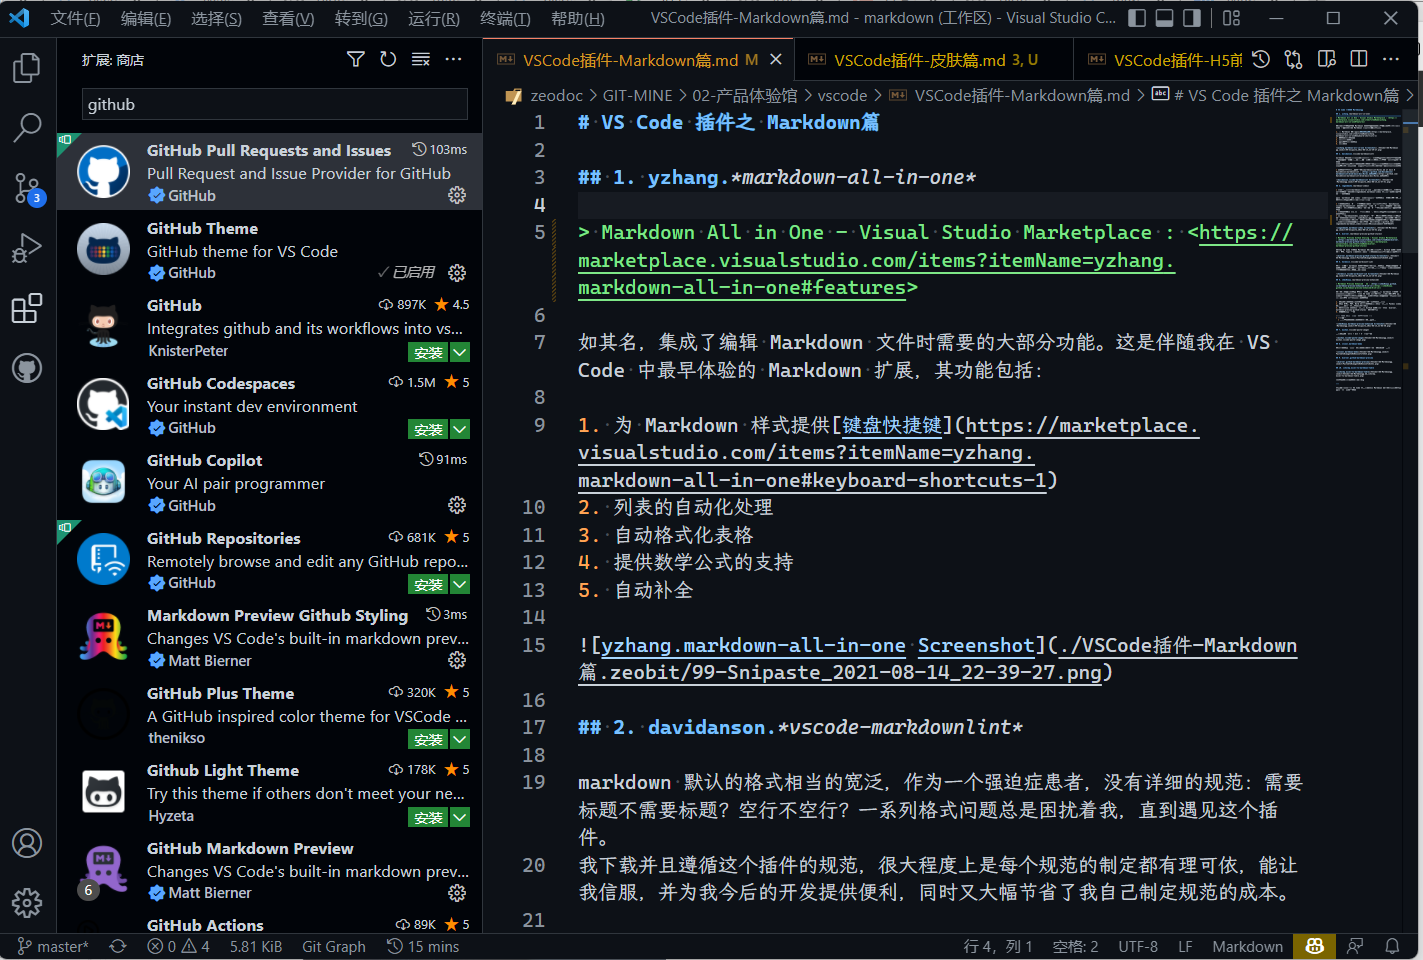 文件(F) 编辑(E) 选择(S) 查看(V) 转到(G) 运行(R) 终端(T) 帮助(H) VSCode插件-Markdown篇.md - markdown (工作区) - Visual Studio C...
扩展: 商店
github
GitHub Pull Requests and Issues 103ms
Pull Request and Issue Provider for GitHub
GitHub
GitHub Theme
GitHub theme for VS Code
GitHub ✓已启用
GitHub 897K ★ 4.5
Integrates github and its workflows into vs...
KnisterPeter 安装
GitHub Codespaces 1.5M ★ 5
Your instant dev environment
GitHub 安装
GitHub Copilot 91ms
Your AI pair programmer
GitHub
GitHub Repositories 681K ★ 5
Remotely browse and edit any GitHub repo...
GitHub 安装
Markdown Preview Github Styling 3ms
Changes VS Code's built-in markdown prev...
Matt Bierner
GitHub Plus Theme 320K ★ 5
A GitHub inspired color theme for VSCode ...
thenikso 安装
Github Light Theme 178K ★ 5
Try this theme if others don't meet your ne...
Hyzeta 安装
GitHub Markdown Preview
Changes VS Code's built-in markdown prev...
6 Matt Bierner
GitHub Actions 89K ★ 5
3
VSCode插件-Markdown篇.md M VSCode插件-皮肤篇.md 3, U VSCode插件-H5前
zeodoc > GIT-MINE > 02-产品体验馆 > vscode > VSCode插件-Markdown篇.md > # VS Code 插件之 Markdown篇 >
1 # VS Code 插件之 Markdown篇
2
3 ## 1. yzhang.*markdown-all-in-one*
4
5 > Markdown All in One - Visual Studio Marketplace : <https://
marketplace.visualstudio.com/items?itemName=yzhang.
markdown-all-in-one#features>
6
7 如其名，集成了编辑 Markdown 文件时需要的大部分功能。这是伴随我在 VS
Code 中最早体验的 Markdown 扩展，其功能包括：
8
9 1. 为 Markdown 样式提供[键盘快捷键](https://marketplace.
visualstudio.com/items?itemName=yzhang.
markdown-all-in-one#keyboard-shortcuts-1)
10 2. 列表的自动化处理
11 3. 自动格式化表格
12 4. 提供数学公式的支持
13 5. 自动补全
14
15 ![yzhang.markdown-all-in-one Screenshot](./VSCode插件-Markdown
篇.zeobit/99-Snipaste_2021-08-14_22-39-27.png)
16
17 ## 2. davidanson.*vscode-markdownlint*
18
19 markdown 默认的格式相当的宽泛，作为一个强迫症患者，没有详细的规范：需要
标题不需要标题？空行不空行？一系列格式问题总是困扰着我，直到遇见这个插
件。
20 我下载并且遵循这个插件的规范，很大程度上是每个规范的制定都有理可依，能让
我信服，并为我今后的开发提供便利，同时又大幅节省了我自己制定规范的成本。
21
master* 0 4 5.81 KiB Git Graph 15 mins 行 4，列 1 空格: 2 UTF-8 LF Markdown